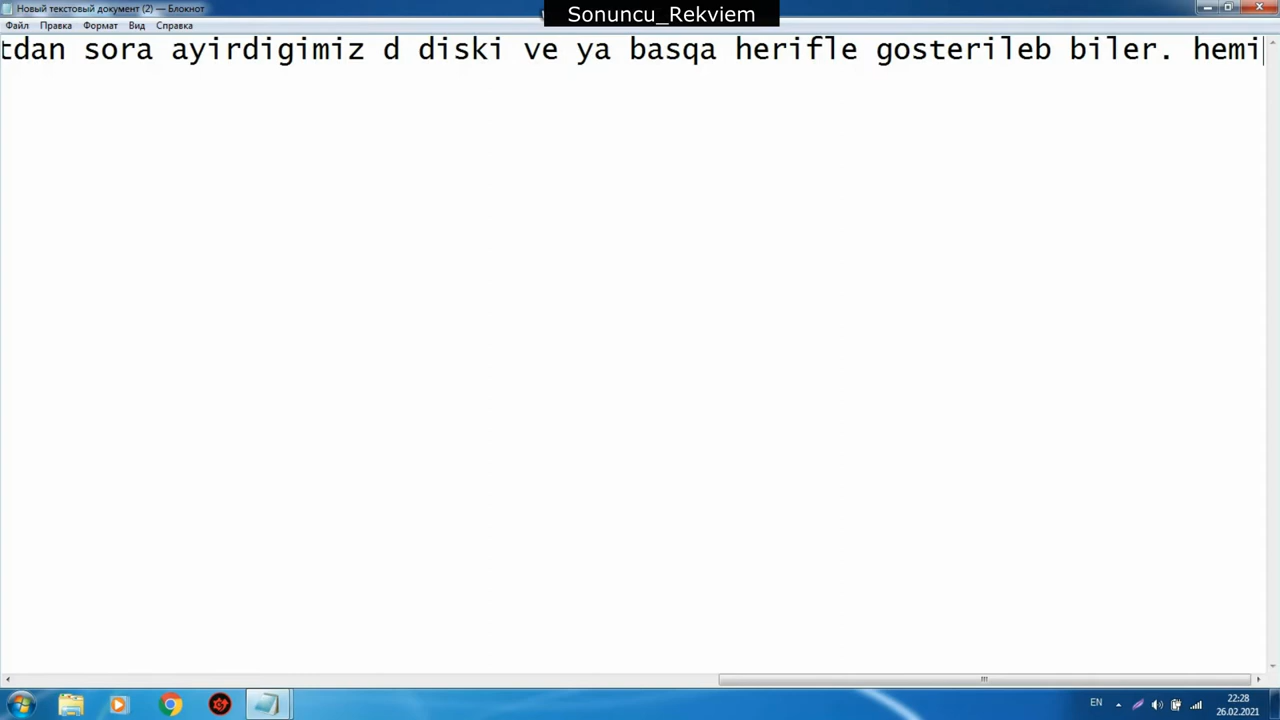 Новый текстовый документ (2) — Блокнот
Sonuncu_Rekviem
Файл Правка Формат Вид Справка
tdan sora ayirdigimiz d diski ve ya basqa herifle gosterileb biler. hemi
EN
22:28
26.02.2021